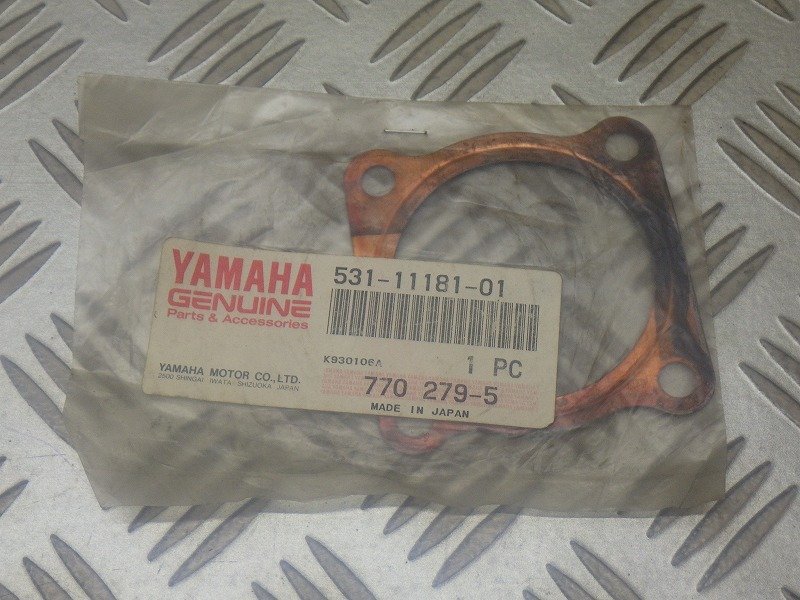 YAMAHA
GENUINE
Parts & Accessories
YAMAHA MOTOR CO., LTD.
2500 SHINGAI IWATA SHIZUOKA JAPAN
531-11181-01
K930106A
1 PC
770 279-5
MADE IN JAPAN